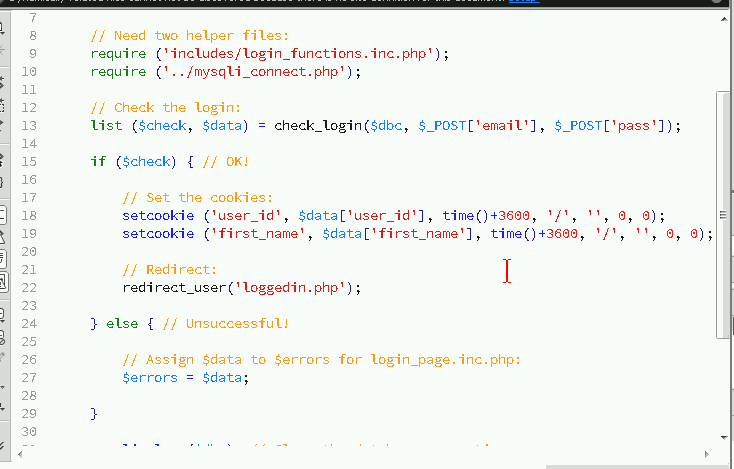 7
8 // Need two helper files:
9 require ('includes/login_functions.inc.php');
10 require ('../mysqli_connect.php');
11
12 // Check the login:
13 list ($check, $data) = check_login($dbc, $_POST['email'], $_POST['pass']);
14
15 if ($check) { // OK!
16
17 // Set the cookies:
18 setcookie ('user_id', $data['user_id'], time()+3600, '/', '', 0, 0);
19 setcookie ('first_name', $data['first_name'], time()+3600, '/', '', 0, 0);
20
21 // Redirect:
22 redirect_user('loggedin.php');
23
24 } else { // Unsuccessful!
25
26 // Assign $data to $errors for login_page.inc.php:
27 $errors = $data;
28
29 }
30